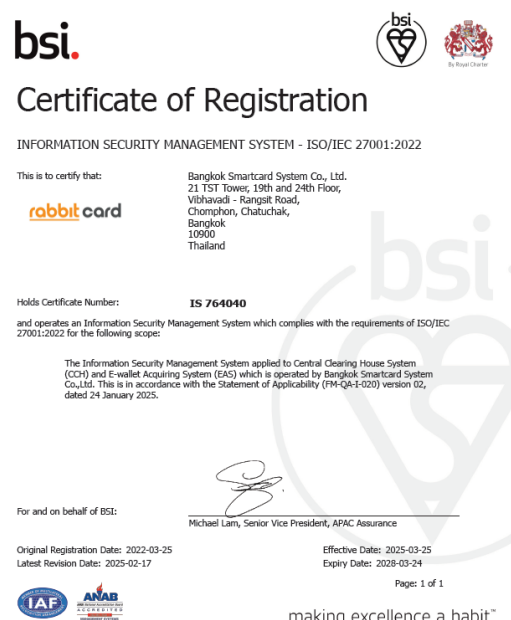 bsi.
bsi
By Royal Charter
Certificate of Registration
INFORMATION SECURITY MANAGEMENT SYSTEM - ISO/IEC 27001:2022
This is to certify that:
rabbit card
Bangkok Smartcard System Co., Ltd.
21 TST Tower, 19th and 24th Floor,
Vibhavadi - Rangsit Road,
Chomphon, Chatuchak,
Bangkok
10900
Thailand
bsi
Holds Certificate Number:
IS 764040
and operates an Information Security Management System which complies with the requirements of ISO/IEC
27001:2022 for the following scope:
The Information Security Management System applied to Central Clearing House System
(CCH) and E-wallet Acquiring System (EAS) which is operated by Bangkok Smartcard System
Co.,Ltd. This is in accordance with the Statement of Applicability (FM-QA-I-020) version 02,
dated 24 January 2025.
For and on behalf of BSI:
Michael Lam, Senior Vice President, APAC Assurance
Original Registration Date: 2022-03-25
Effective Date: 2025-03-25
Latest Revision Date: 2025-02-17
Expiry Date: 2028-03-24
Page: 1 of 1
IAF
ANAB
ACCREDITED
making excellence a habit™